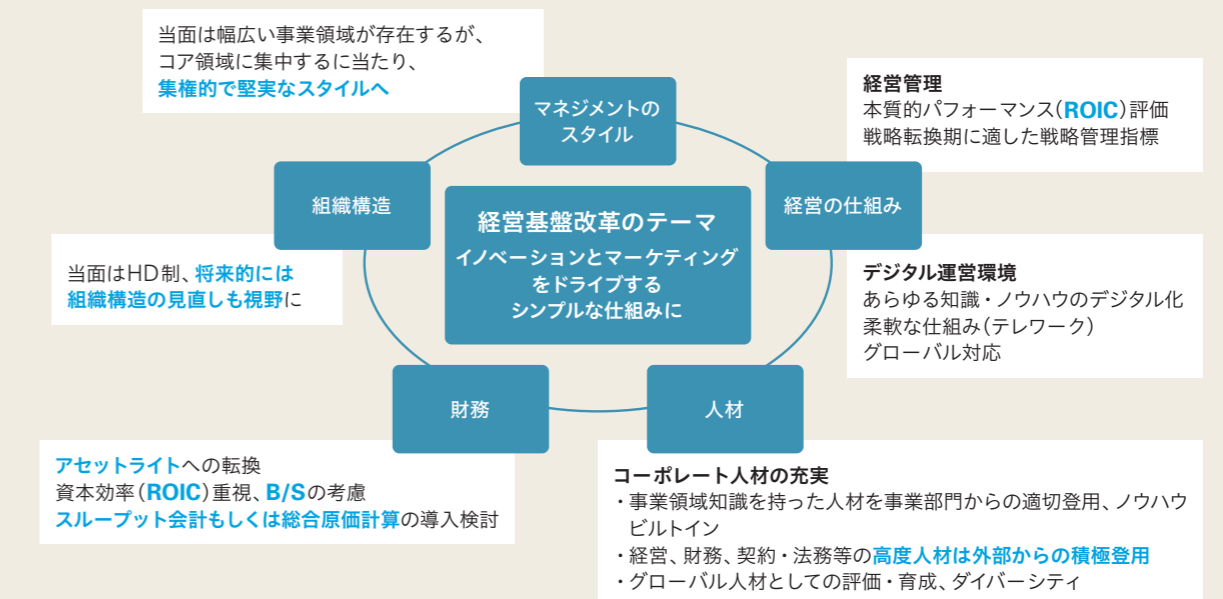 当面は幅広い事業領域が存在するが、
コア領域に集中するに当たり、
集権的で堅実なスタイルへ
マネジメントの
スタイル
経営管理
本質的パフォーマンス(ROIC)評価
戦略転換期に適した戦略管理指標
組織構造
経営の仕組み
経営基盤改革のテーマ
イノベーションとマーケティング
をドライブする
シンプルな仕組みに
当面はHD制、将来的には
組織構造の見直しも視野に
デジタル運営環境
あらゆる知識・ノウハウのデジタル化
柔軟な仕組み(テレワーク)
グローバル対応
財務
人材
アセットライトへの転換
資本効率(ROIC)重視、B/Sの考慮
スループット会計もしくは総合原価計算の導入検討
コーポレート人材の充実
・事業領域知識を持った人材を事業部門からの適切登用、ノウハウ
ビルトイン
・経営、財務、契約・法務等の高度人材は外部からの積極登用
・グローバル人材としての評価・育成、ダイバーシティ